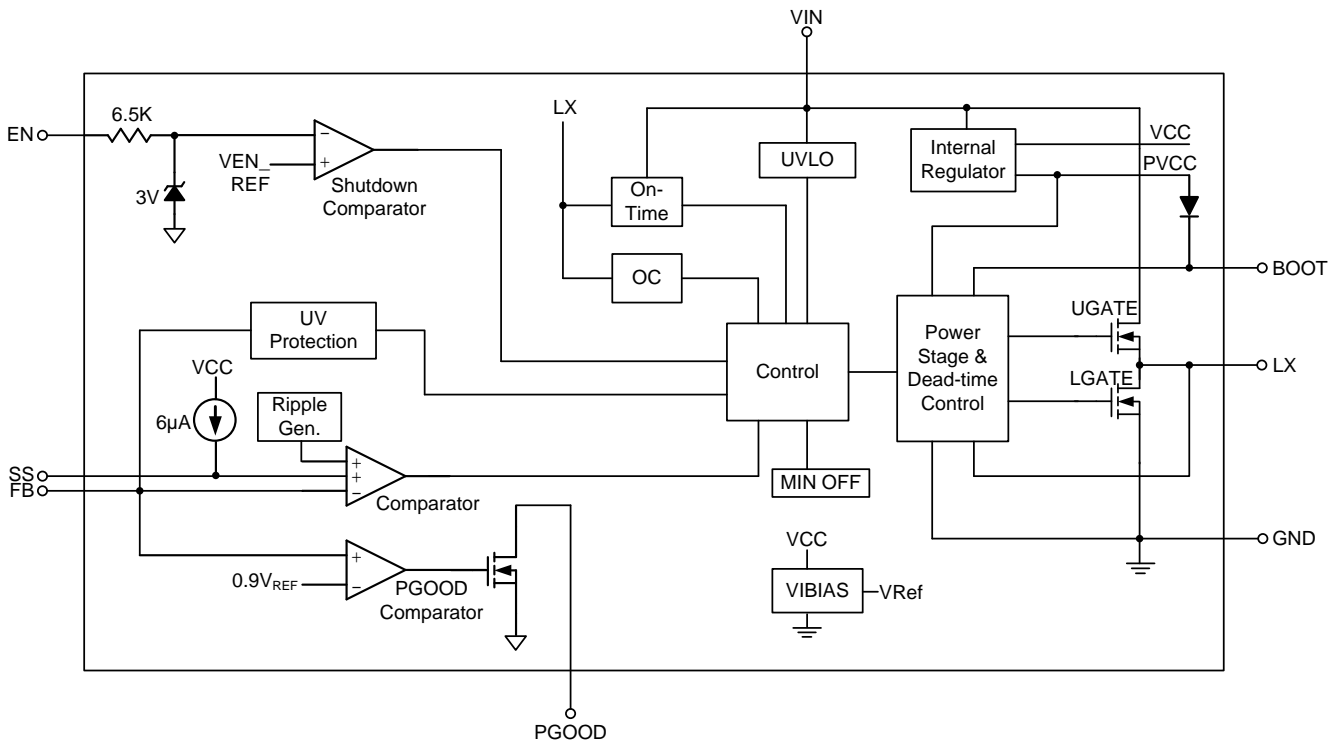 VIN
EN
6.5K
3V
VEN_
REF
−
+
Shutdown
Comparator
LX
On-
Time
OC
UVLO
Internal
Regulator
VCC
PVCC
BOOT
UV
Protection
Control
Power
Stage &
Dead-time
Control
UGATE
LGATE
LX
VCC
6µA
Ripple
Gen.
SS
FB
+
+
−
Comparator
MIN OFF
GND
0.9VREF
+
−
PGOOD
Comparator
VCC
VIBIAS
VRef
PGOOD